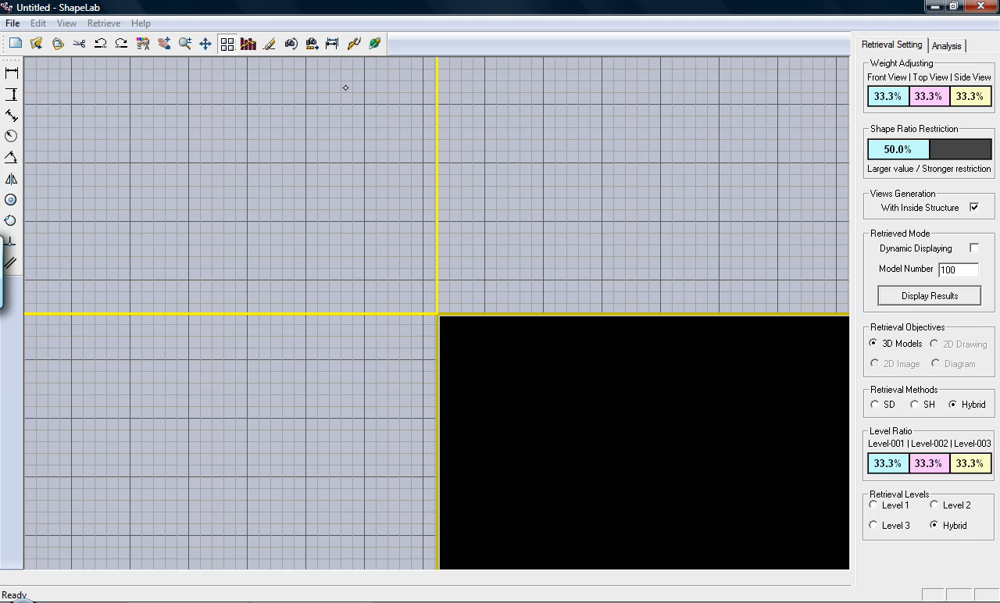 Untitled - ShapeLab
File Edit View Retrieve Help
Retrieval Setting Analysis
Weight Adjusting
Front View | Top View | Side View
33.3% 33.3% 33.3%
Shape Ratio Restriction
50.0%
Larger value / Stronger restriction
Views Generation
With Inside Structure
Retrieved Mode
Dynamic Displaying
Model Number 100
Display Results
Retrieval Objectives
3D Models 2D Drawing
2D Image Diagram
Retrieval Methods
SD SH Hybrid
Level Ratio
Level-001 | Level-002 | Level-003
33.3% 33.3% 33.3%
Retrieval Levels
Level 1 Level 2
Level 3 Hybrid
Ready